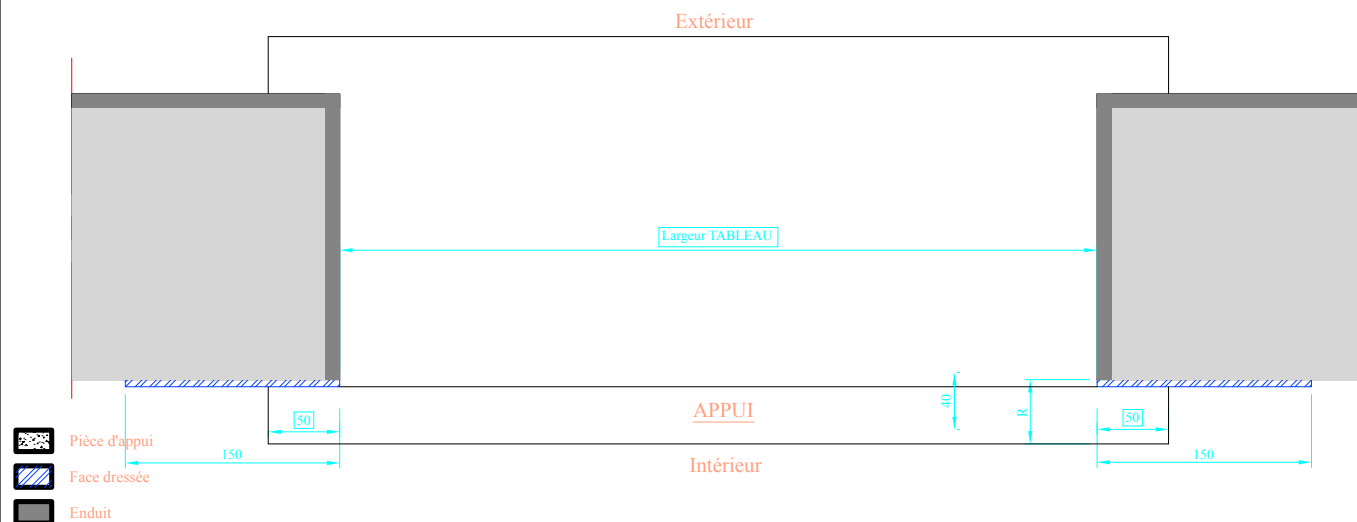 Extérieur
Largeur TABLEAU
40
R
APPUI
50
50
150
150
Intérieur
Pièce d'appui
Face dressée
Enduit